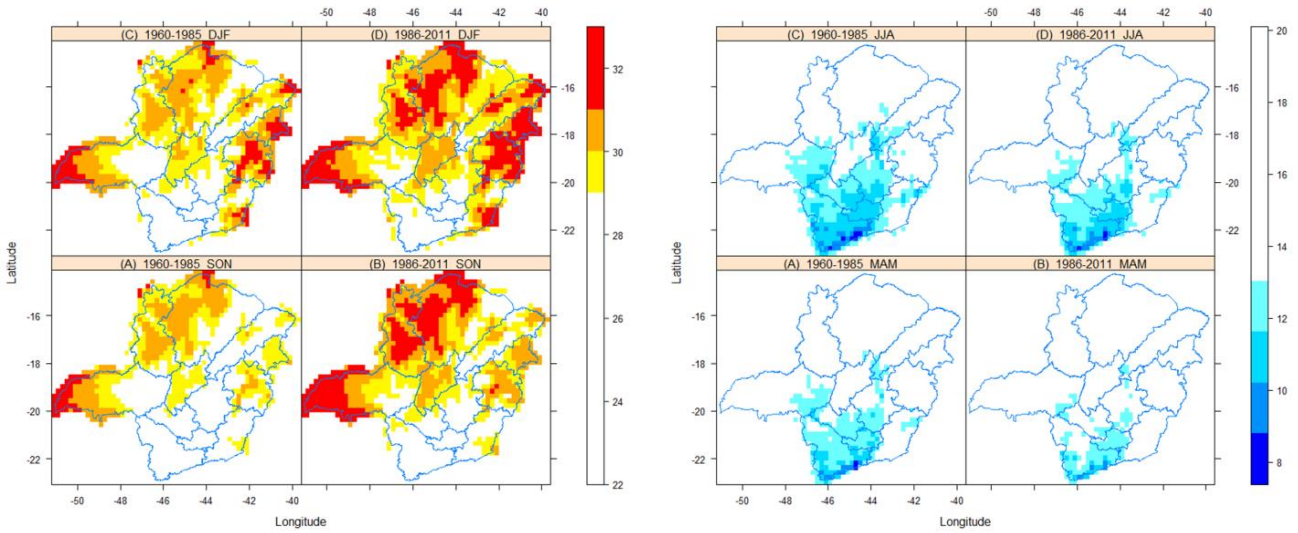 -50 -48 -46 -44 -42 -40
(C) 1960-1985 DJF (D) 1986-2011 DJF
-16
-18
-20
-22
(A) 1960-1985 SON (B) 1986-2011 SON
-16
-18
-20
-22
-50 -48 -46 -44 -42 -40
Latitude
Longitude
32
30
28
26
24
22
-50 -48 -46 -44 -42 -40
(C) 1960-1985 JJA (D) 1986-2011 JJA
-16
-18
-20
-22
(A) 1960-1985 MAM (B) 1986-2011 MAM
-16
-18
-20
-22
-50 -48 -46 -44 -42 -40
Latitude
Longitude
20
18
16
14
12
10
8